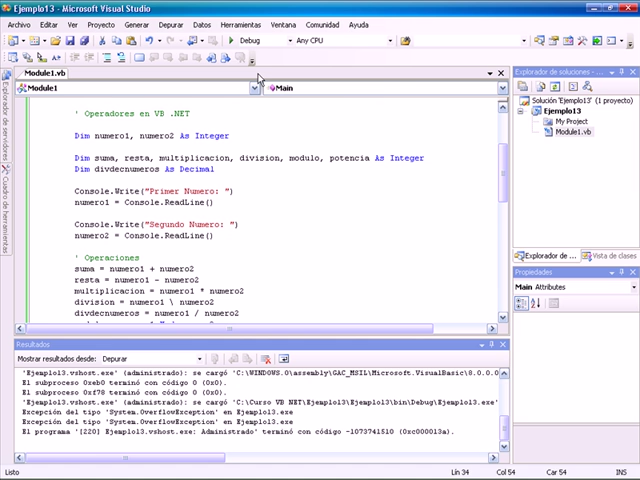 Ejemplo13 - Microsoft Visual Studio
Archivo Editar Ver Proyecto Generar Depurar Datos Herramientas Ventana Comunidad Ayuda
Debug Any CPU
Module1.vb
Module1 Main
' Operadores en VB .NET
Dim numero1, numero2 As Integer
Dim suma, resta, multiplicacion, division, modulo, potencia As Integer
Dim divdecnumeros As Decimal
Console.Write("Primer Numero: ")
numero1 = Console.ReadLine()
Console.Write("Segundo Numero: ")
numero2 = Console.ReadLine()
' Operaciones
suma = numero1 + numero2
resta = numero1 - numero2
multiplicacion = numero1 * numero2
division = numero1 \ numero2
divdecnumeros = numero1 / numero2
Explorador de servidores
Cuadro de herramientas
Explorador de soluciones -
Solución 'Ejemplo13' (1 proyecto)
Ejemplo13
My Project
Module1.vb
Explorador de ... Vista de clases
Propiedades
Main Attributes
Resultados
Mostrar resultados desde: Depurar
'Ejemplo13.vshost.exe' (administrado): se cargó 'C:\WINDOWS.0\assembly\GAC_MSIL\Microsoft.VisualBasic\8.0.0.0
El subproceso 0xeb0 terminó con código 0 (0x0).
El subproceso 0xf78 terminó con código 0 (0x0).
'Ejemplo13.vshost.exe' (administrado): se cargó 'C:\Curso VB NET\Ejemplo13\Ejemplo13\bin\Debug\Ejemplo13.exe'
Excepción del tipo 'System.OverflowException' en Ejemplo13.exe
Excepción del tipo 'System.OverflowException' en Ejemplo13.exe
El programa '[220] Ejemplo13.vshost.exe: Administrado' terminó con código -1073741510 (0xc000013a).
Listo Lín 34 Col 54 Car 54 INS